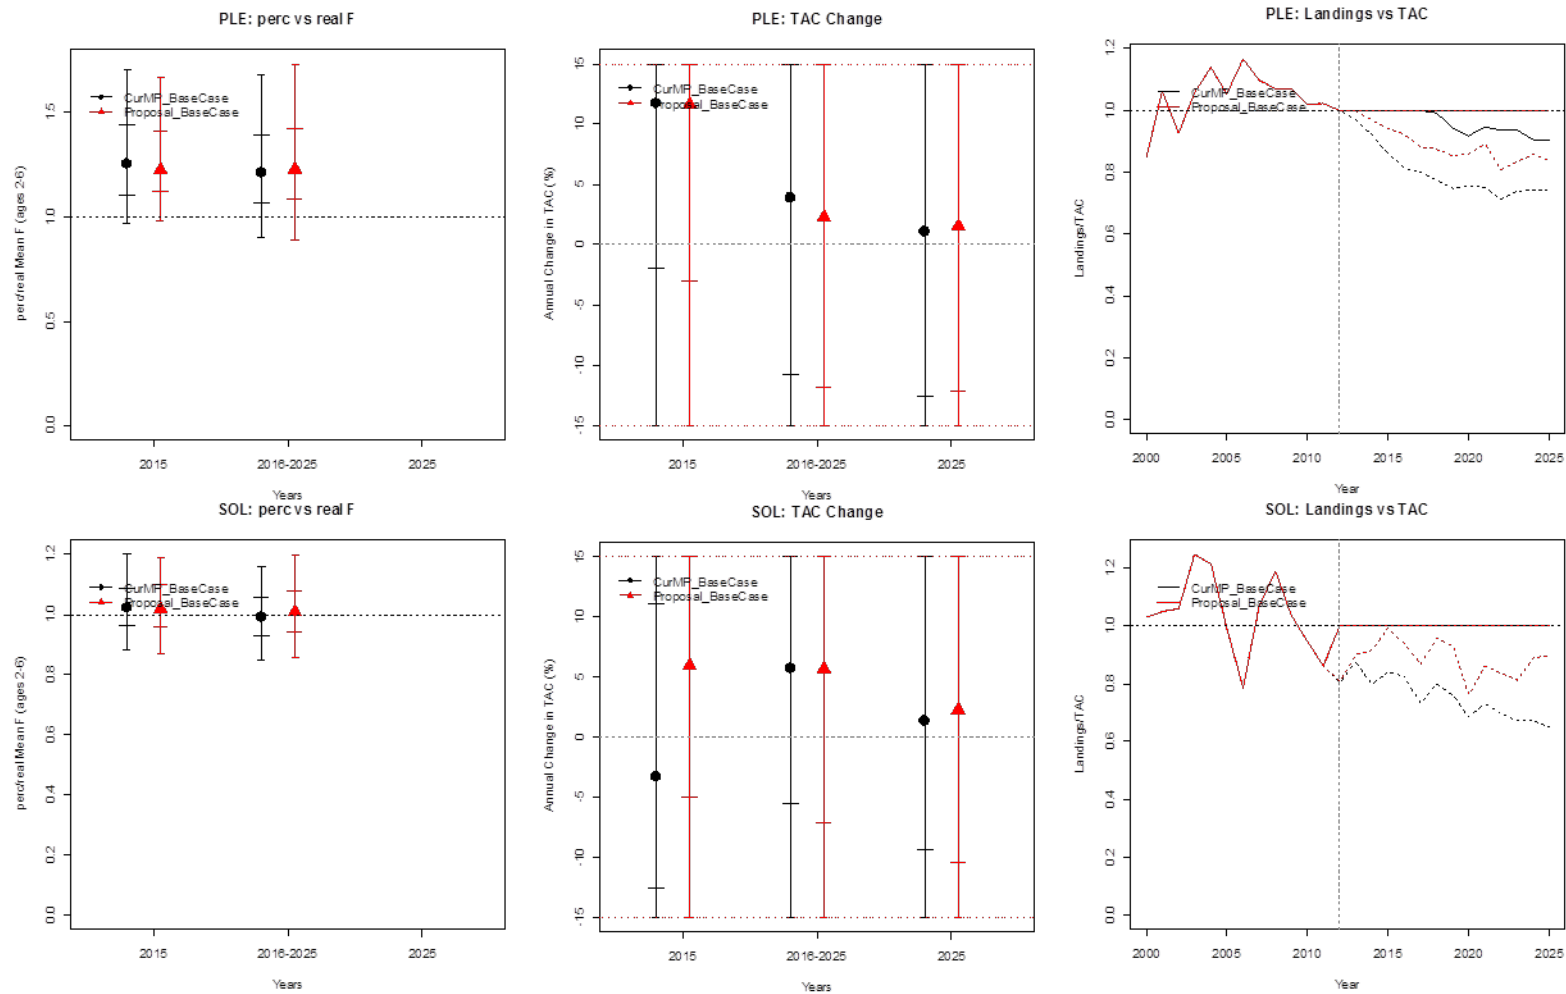 PLE: perc vs real F
perc/real Mean F (ages 2-6)
0.0
0.5
1.0
1.5
CurMP_BaseCase
Proposal_BaseCase
2015
2016-2025
2025
Years
PLE: TAC Change
Annual Change in TAC (%)
-15
-10
-5
0
5
10
15
CurMP_BaseCase
Proposal_BaseCase
2015
2016-2025
2025
Years
PLE: Landings vs TAC
Landings/TAC
0.0
0.2
0.4
0.6
0.8
1.0
1.2
CurMP_BaseCase
Proposal_BaseCase
2000
2005
2010
2015
2020
2025
Year
SOL: perc vs real F
perc/real Mean F (ages 2-6)
0.0
0.2
0.4
0.6
0.8
1.0
1.2
CurMP_BaseCase
Proposal_BaseCase
2015
2016-2025
2025
Years
SOL: TAC Change
Annual Change in TAC (%)
-15
-10
-5
0
5
10
15
CurMP_BaseCase
Proposal_BaseCase
2015
2016-2025
2025
Years
SOL: Landings vs TAC
Landings/TAC
0.0
0.2
0.4
0.6
0.8
1.0
1.2
CurMP_BaseCase
Proposal_BaseCase
2000
2005
2010
2015
2020
2025
Year